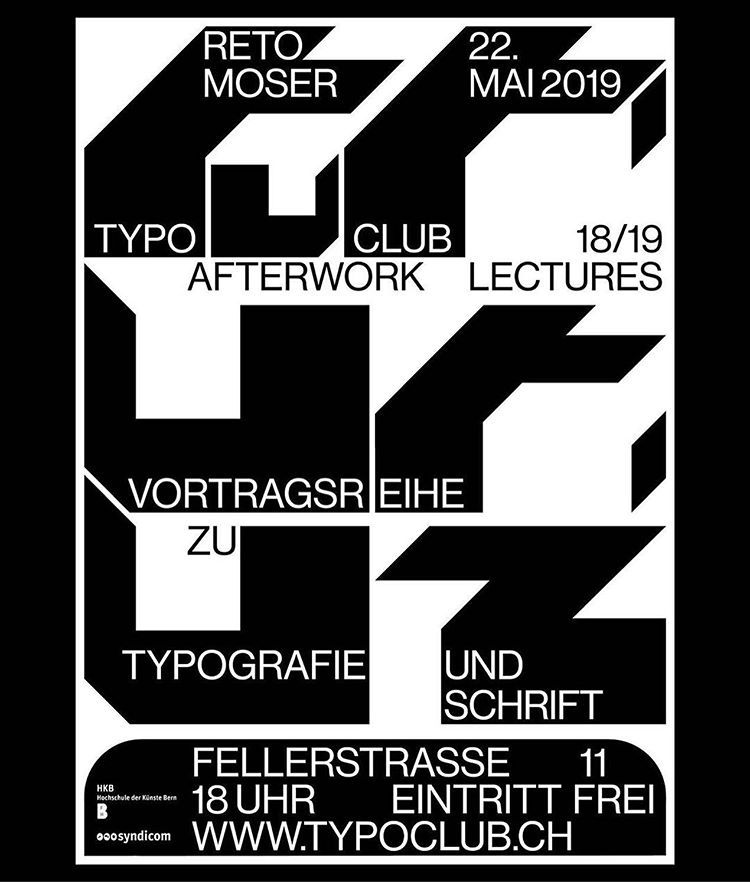 RETO 22.
MOSER MAI 2019
TYPO CLUB 18/19
AFTERWORK LECTURES
VORTRAGSREIHE
ZU
TYPOGRAFIE UND
SCHRIFT
FELLERSTRASSE 11
18 UHR EINTRITT FREI
WWW.TYPOCLUB.CH
HKB
Hochschule der Künste Bern
B
syndicom